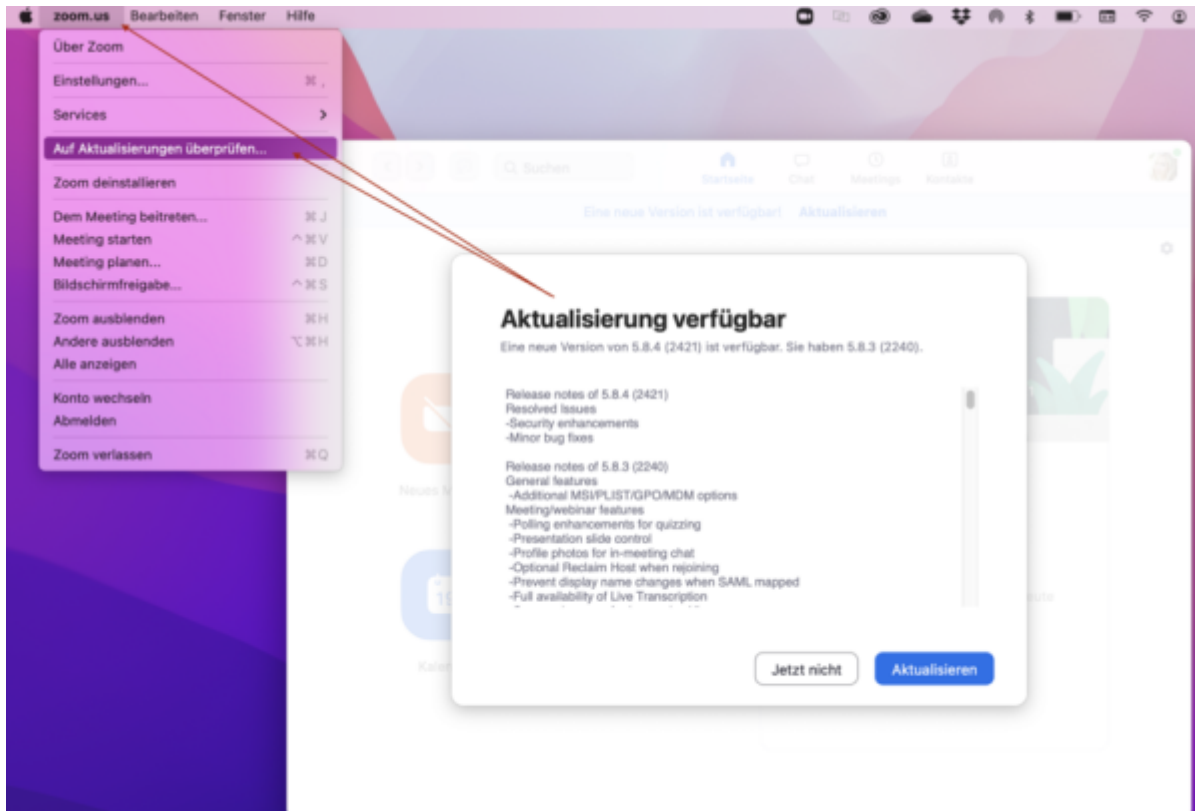 zoom.us Bearbeiten Fenster Hilfe
Über Zoom
Einstellungen... ⌘ ,
Services >
Auf Aktualisierungen überprüfen...
Zoom deinstallieren
Dem Meeting beitreten... ⌘ J
Meeting starten ^ ⌘ V
Meeting planen... ⌘ D
Bildschirmfreigabe... ^ ⌘ S
Zoom ausblenden ⌘ H
Andere ausblenden ⌥ ⌘ H
Alle anzeigen
Konto wechseln
Abmelden
Zoom verlassen ⌘ Q
Suchen
Startseite Chat Meetings Kontakte
Eine neue Version ist verfügbar! Aktualisieren
Neues M
19
Kalen
eute
Aktualisierung verfügbar
Eine neue Version von 5.8.4 (2421) ist verfügbar. Sie haben 5.8.3 (2240).
Release notes of 5.8.4 (2421)
Resolved Issues
-Security enhancements
-Minor bug fixes
Release notes of 5.8.3 (2240)
General features
-Additional MSI/PLIST/GPO/MDM options
Meeting/webinar features
-Polling enhancements for quizzing
-Presentation slide control
-Profile photos for in-meeting chat
-Optional Reclaim Host when rejoining
-Prevent display name changes when SAML mapped
-Full availability of Live Transcription
Jetzt nicht Aktualisieren